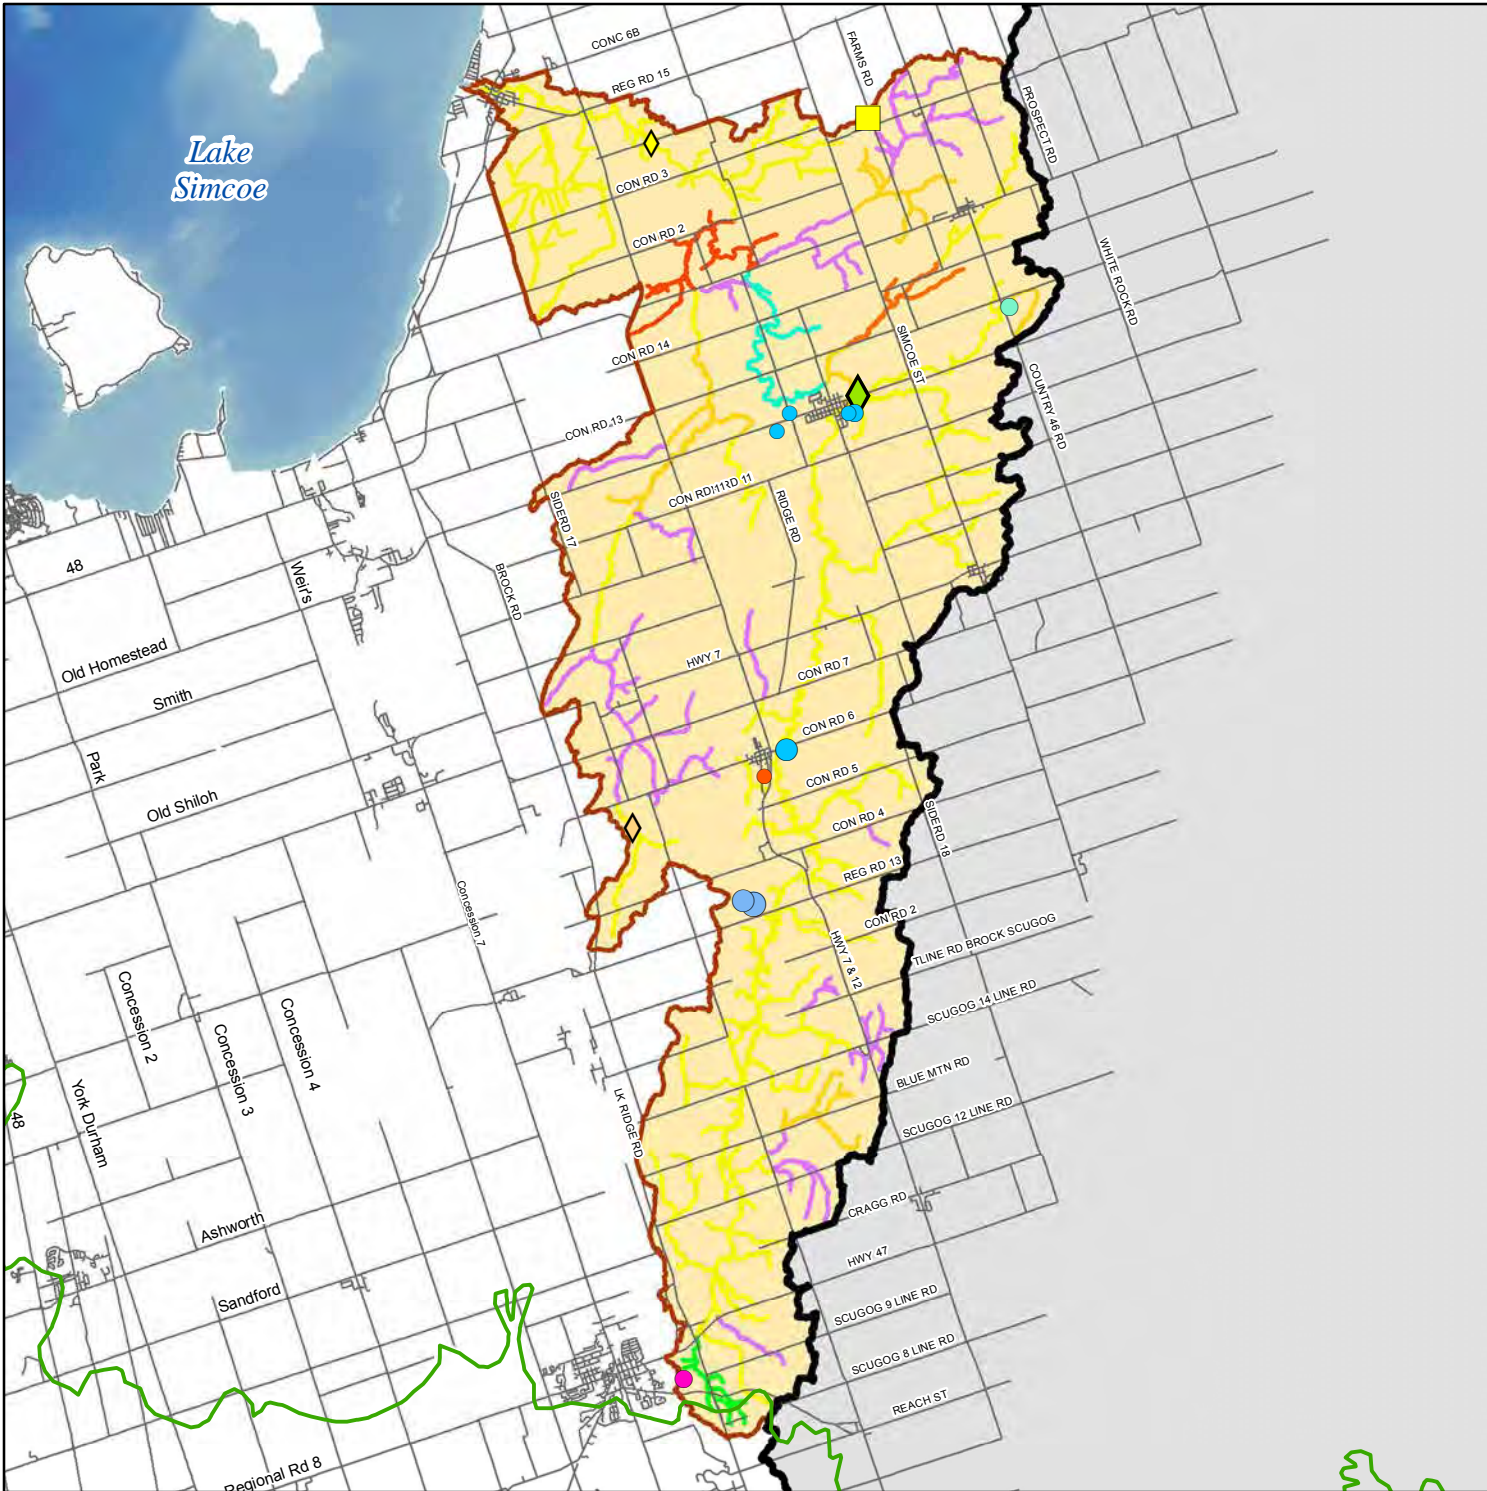 CONC 6B
FARMS RD
REG RD 15
PROSPECT RD
Lake
Simcoe
CON RD 3
CON RD 2
WHITE ROCK RD
SIMCOE ST
CON RD 14
COUNTRY 46 RD
CON RD 13
CON RD 11
SIDERD 17
RIDGE RD
48
Weir's
BROCK RD
Old Homestead
HWY 7
CON RD 7
Smith
CON RD 6
Park
CON RD 5
Old Shiloh
CON RD 4
SIDERD 18
REG RD 13
Concession 7
CON RD 2
TLINE RD BROCK SCUGOG
HWY 7 & 12
Concession 2
SCUGOG 14 LINE RD
Concession 4
Concession 3
BLUE MTN RD
York Durham
48
LK RIDGE RD
SCUGOG 12 LINE RD
CRAGG RD
Ashworth
HWY 47
Sandford
SCUGOG 9 LINE RD
SCUGOG 8 LINE RD
REACH ST
Regional Rd 8